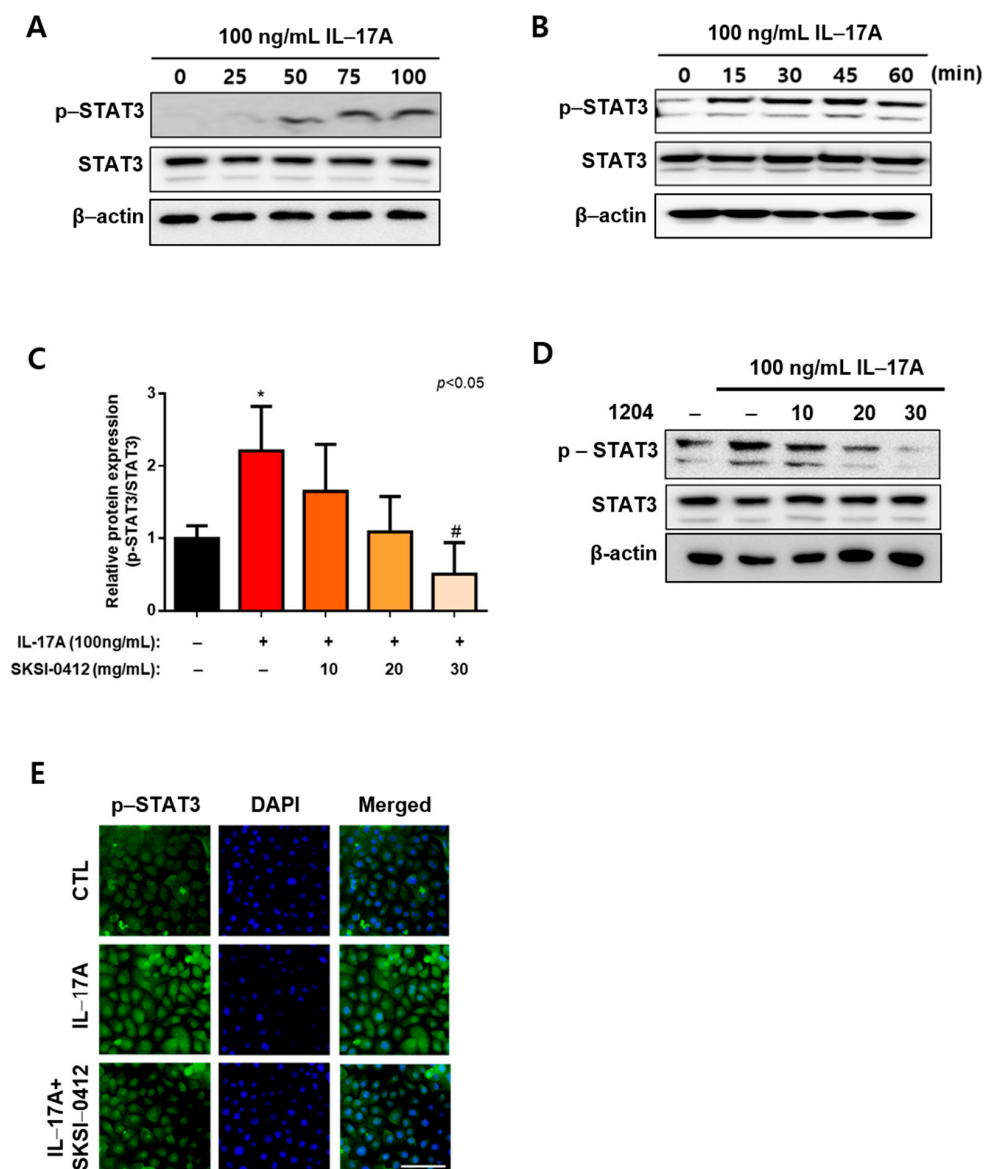 A
100 ng/mL IL–17A
0 25 50 75 100
p–STAT3
STAT3
β–actin
B
100 ng/mL IL–17A
0 15 30 45 60 (min)
p–STAT3
STAT3
β–actin
C
p<0.05
Relative protein expression
(p-STAT3/STAT3)
3
2
1
0
*
#
IL-17A (100ng/mL): – + + + +
SKSI-0412 (mg/mL): – – 10 20 30
D
100 ng/mL IL–17A
1204 – – 10 20 30
p – STAT3
STAT3
β-actin
E
p–STAT3 DAPI Merged
CTL
IL–17A
IL–17A+
SKSI–0412